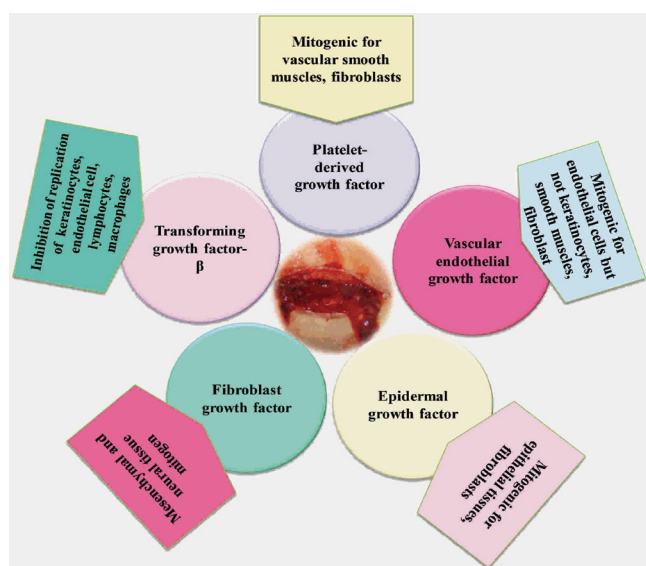 Mitogenic for
vascular smooth
muscles, fibroblasts
Platelet-
derived
growth factor
Inhibition of replication
of keratinocytes,
endothelial cell,
lymphocytes,
macrophages
Transforming
growth factor-
β
Mitogenic for
endothelial cells but
not keratinocytes,
smooth muscles,
fibroblast
Vascular
endothelial
growth factor
Fibroblast
growth factor
Epidermal
growth factor
Mesenchymal and
neural tissue
mitogen
Mitogenic for
epithelial tissues,
fibroblasts